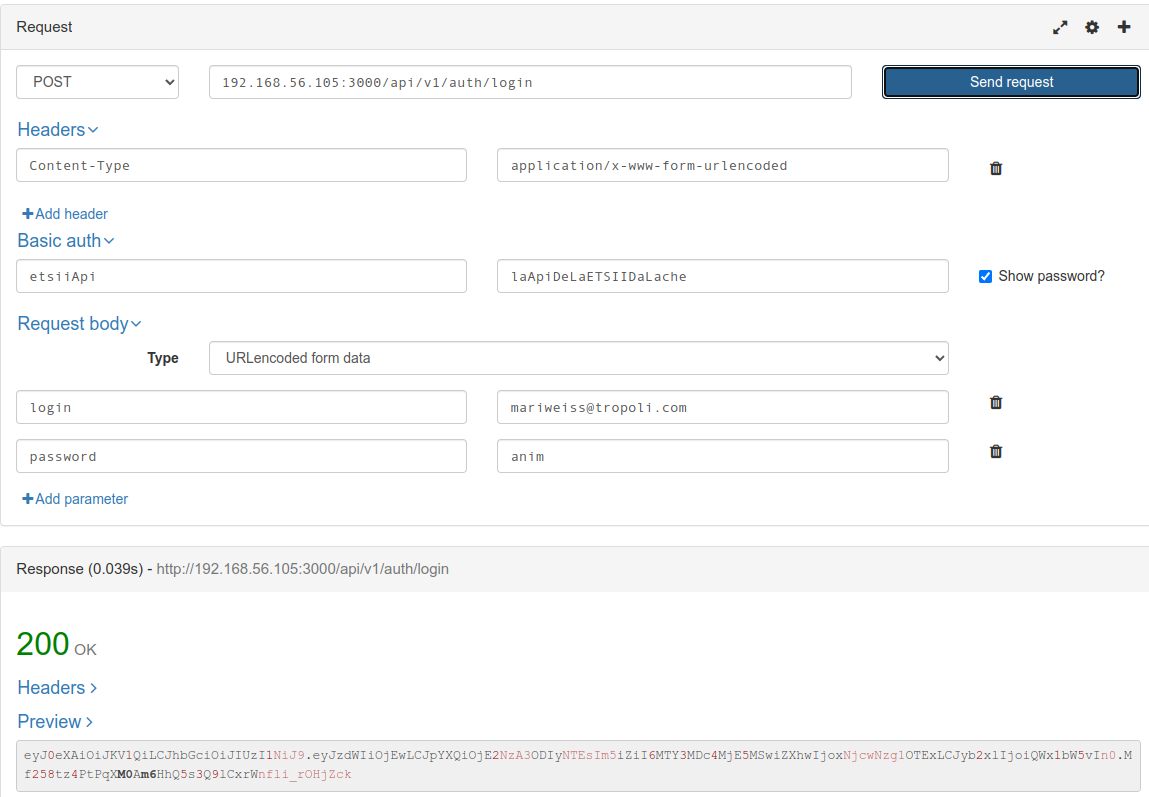 Request
POST
192.168.56.105:3000/api/v1/auth/login
Send request
Headers
Content-Type
application/x-www-form-urlencoded
Add header
Basic auth
etsiiApi
laApiDeLaETSIIDaLache
Show password?
Request body
Type
URLencoded form data
login
mariweiss@tropoli.com
password
anim
Add parameter
Response (0.039s) - http://192.168.56.105:3000/api/v1/auth/login
200 OK
Headers
Preview
eyJ0eXAiOiJKV1QiLCJhbGciOiJIUzI1NiJ9.eyJzdWIiOjEwLCJpYXQiOjE2NzA3ODIyNTEsIm5iZiI6MTY3MDc4MjE5MSwiZXhwIjoxNjcwNzg1OTExLCJyb2xlIjoiQWx1bW5vIn0.M
f258tz4PtPqXM0Am6HhQ5s3Q9lCxrWnfli_rOHjZck